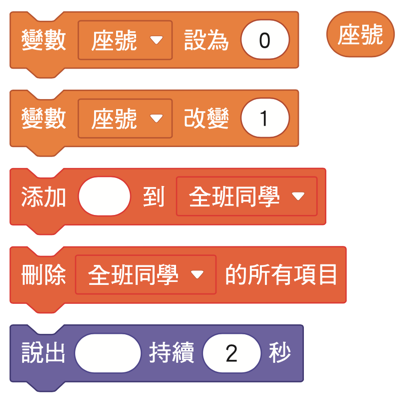 變數 座號 設為 0 座號
變數 座號 改變 1
添加 到 全班同學
刪除 全班同學 的所有項目
說出 持續 2 秒